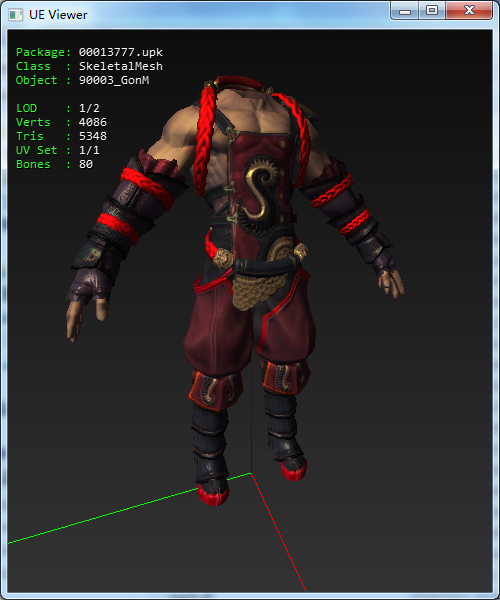 UE Viewer
Package: 00013777.upk
Class : SkeletalMesh
Object : 90003_GonM
LOD : 1/2
Verts : 4086
Tris : 5348
UV Set : 1/1
Bones : 80